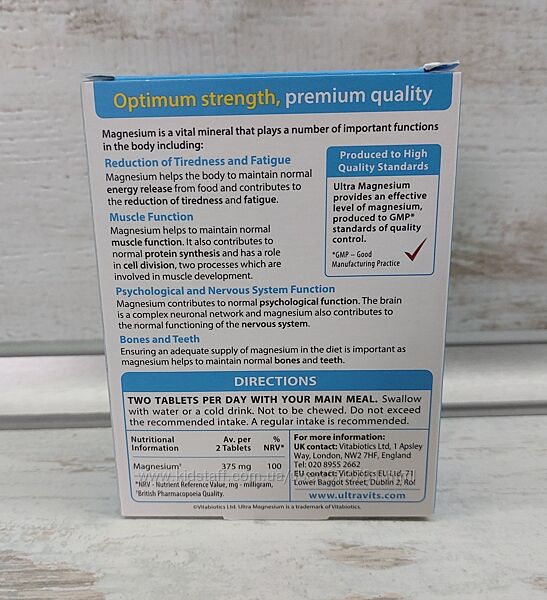 Optimum strength, premium quality
Magnesium is a vital mineral that plays a number of important functions
in the body including:
Reduction of Tiredness and Fatigue
Magnesium helps the body to maintain normal
energy release from food and contributes to
the reduction of tiredness and fatigue.
Muscle Function
Magnesium helps to maintain normal
muscle function. It also contributes to
normal protein synthesis and has a role
in cell division, two processes which are
involved in muscle development.
Produced to High
Quality Standards
Ultra Magnesium
provides an effective
level of magnesium,
produced to GMP*
standards of quality
control.
*GMP – Good
Manufacturing Practice
Psychological and Nervous System Function
Magnesium contributes to normal psychological function. The brain
is a complex neuronal network and magnesium also contributes to
the normal functioning of the nervous system.
Bones and Teeth
Ensuring an adequate supply of magnesium in the diet is important as
magnesium helps to maintain normal bones and teeth.
DIRECTIONS
TWO TABLETS PER DAY WITH YOUR MAIN MEAL. Swallow
with water or a cold drink. Not to be chewed. Do not exceed
the recommended intake. A regular intake is recommended.
Nutritional Av. per %
Information 2 Tablets NRV*
Magnesium† 375 mg 100
*NRV - Nutrient Reference Value, mg - milligram,
†British Pharmacopoeia Quality.
For more information:
UK contact: Vitabiotics Ltd, 1 Apsley
Way, London, NW2 7HF, England
Tel: 020 8955 2662
EU contact: Vitabiotics EU Ltd, 71
Lower Baggot Street, Dublin 2, RoI
www.ultravits.com
©Vitabiotics Ltd. Ultra Magnesium is a trademark of Vitabiotics.